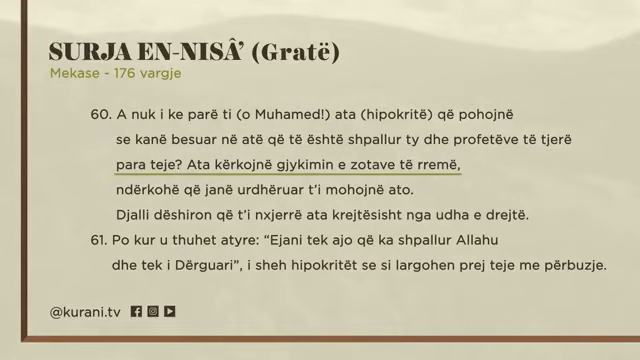 SURJA EN-NISÂ’ (Gratë)
Mekase - 176 vargje
60. A nuk i ke parë ti (o Muhamed!) ata (hipokritë) që pohojnë
se kanë besuar në atë që të është shpallur ty dhe profetëve të tjerë
para teje? Ata kërkojnë gjykimin e zotave të rremë,
ndërkohë që janë urdhëruar t’i mohojnë ato.
Djalli dëshiron që t’i nxjerrë ata krejtësisht nga udha e drejtë.
61. Po kur u thuhet atyre: “Ejani tek ajo që ka shpallur Allahu
dhe tek i Dërguari”, i sheh hipokritët se si largohen prej teje me përbuzje.
@kurani.tv